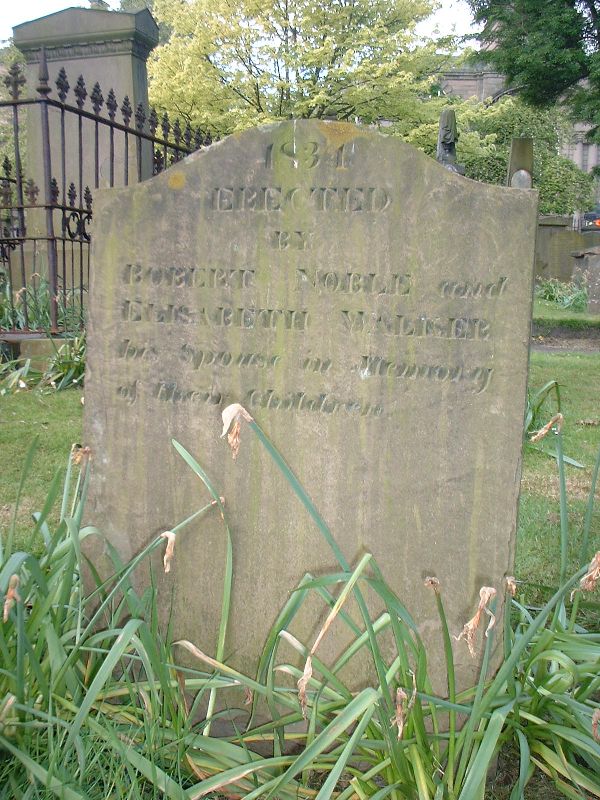 1834
ERECTED
BY
ROBERT NOBLE and
ELISABETH WALKER
his Spouse in Memory
of their Children